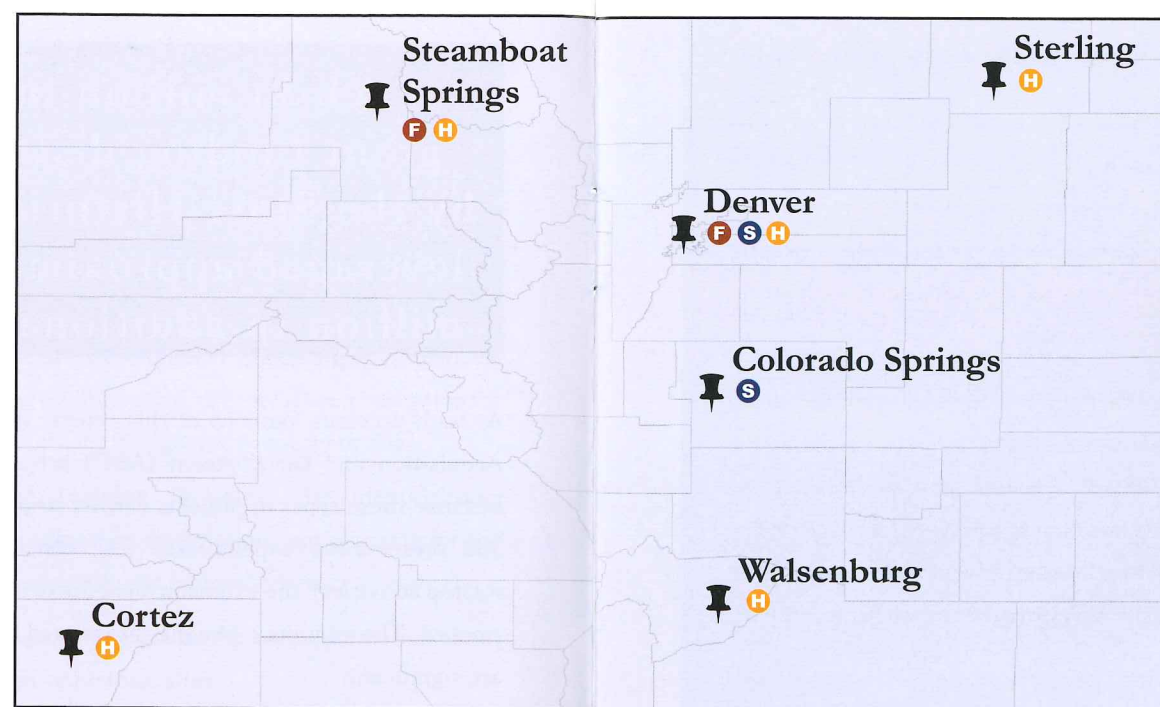 Steamboat
Springs
F H
Sterling
H
Denver
F S H
Colorado Springs
S
Walsenburg
H
Cortez
H